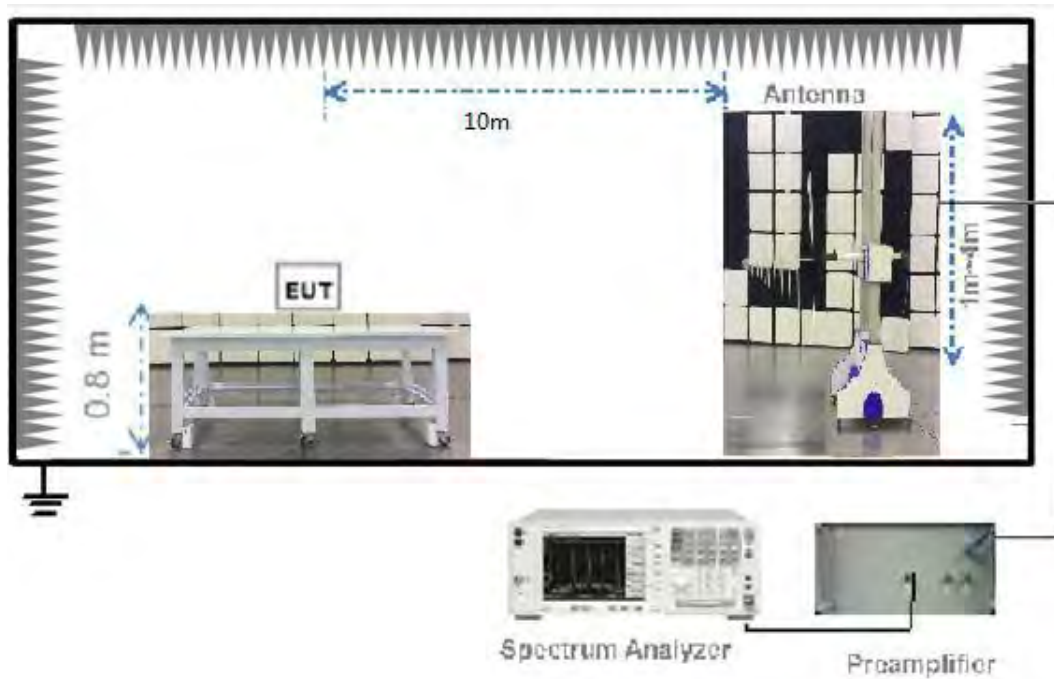 Antenna
10m
1m~4m
EUT
0.8 m
Spectrum Analyzer
Preamplifier